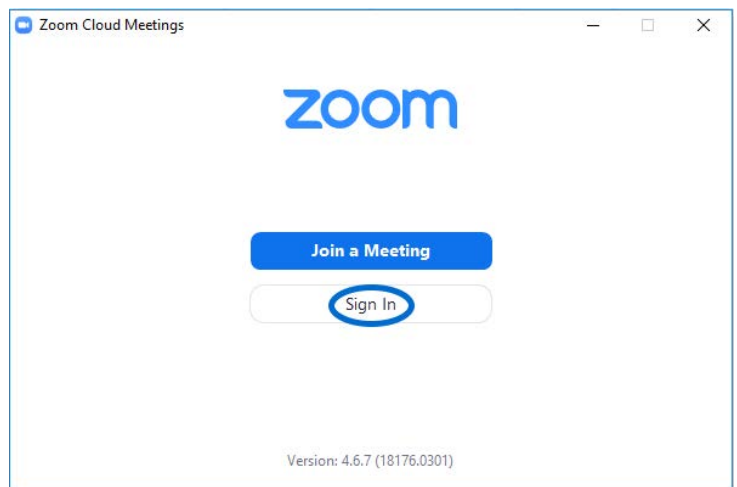 Zoom Cloud Meetings
zoom
Join a Meeting
Sign In
Version: 4.6.7 (18176.0301)